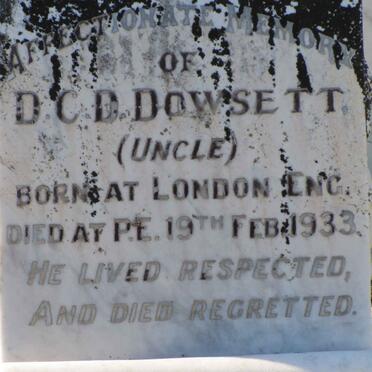 AFFECTIONATE MEMORY
OF
D.C.D. DOWSETT
(UNCLE)
BORN AT LONDON ENG.
DIED AT P.E. 19TH FEB. 1933.
HE LIVED RESPECTED,
AND DIED REGRETTED.